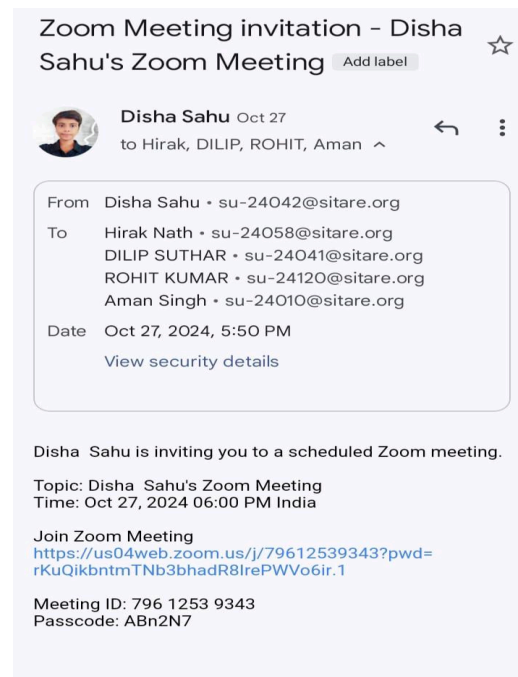 Zoom Meeting invitation - Disha
Sahu's Zoom Meeting Add label
Disha Sahu Oct 27
to Hirak, DILIP, ROHIT, Aman
From Disha Sahu • su-24042@sitare.org
To Hirak Nath • su-24058@sitare.org
DILIP SUTHAR • su-24041@sitare.org
ROHIT KUMAR • su-24120@sitare.org
Aman Singh • su-24010@sitare.org
Date Oct 27, 2024, 5:50 PM
View security details
Disha Sahu is inviting you to a scheduled Zoom meeting.
Topic: Disha Sahu's Zoom Meeting
Time: Oct 27, 2024 06:00 PM India
Join Zoom Meeting
https://us04web.zoom.us/j/79612539343?pwd=
rKuQikbntmTNb3bhadR8IrePWVo6ir.1
Meeting ID: 796 1253 9343
Passcode: ABn2N7